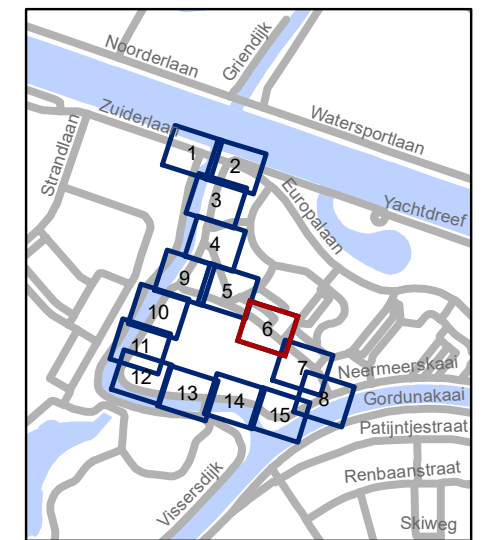 Noorderlaan
Griendijk
Watersportlaan
Zuiderlaan
Strandlaan
Europalaan
Yachtdreef
1
2
3
4
9
5
10
6
11
7
12
13
14
15
8
Neermeerskaai
Gordunakaai
Patijntjestraat
Renbaanstraat
Vissersdijk
Skiweg